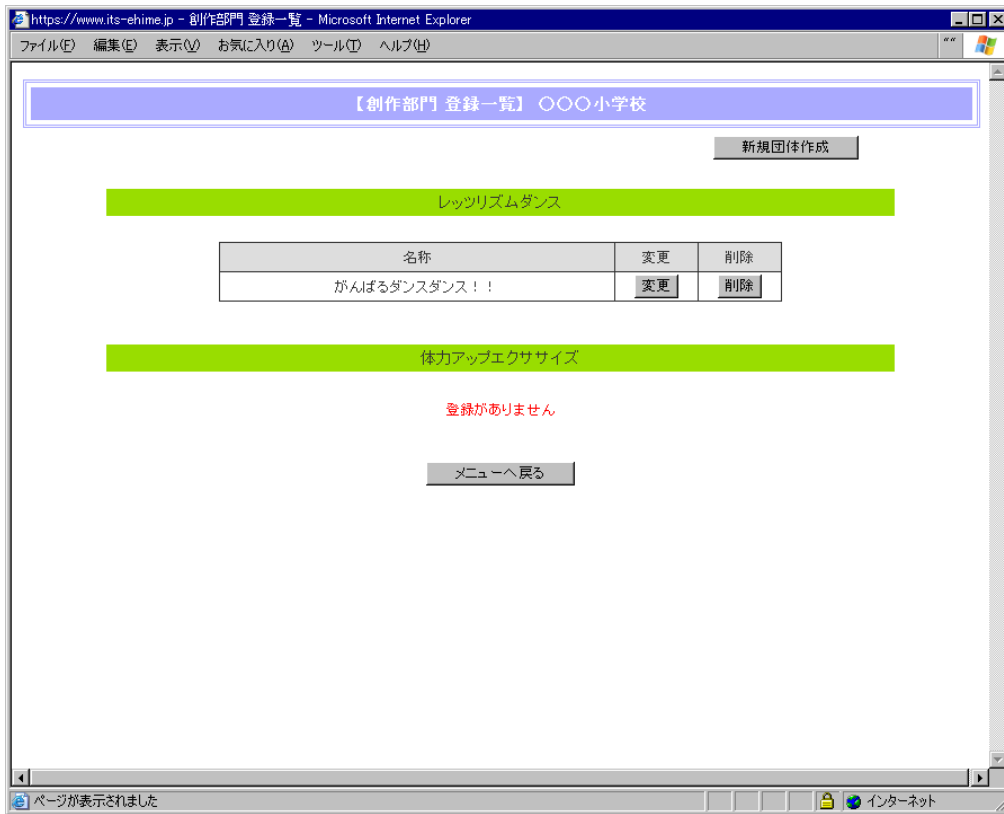 https://www.its-ehime.jp - 創作部門 登録一覧 - Microsoft Internet Explorer
ファイル(F) 編集(E) 表示(V) お気に入り(A) ツール(T) ヘルプ(H)
【創作部門 登録一覧】 〇〇〇小学校
新規団体作成
レッツリズムダンス
名称 変更 削除
がんばるダンスダンス！！ 変更 削除
体力アップエクササイズ
登録がありません
メニューへ戻る
ページが表示されました インターネット